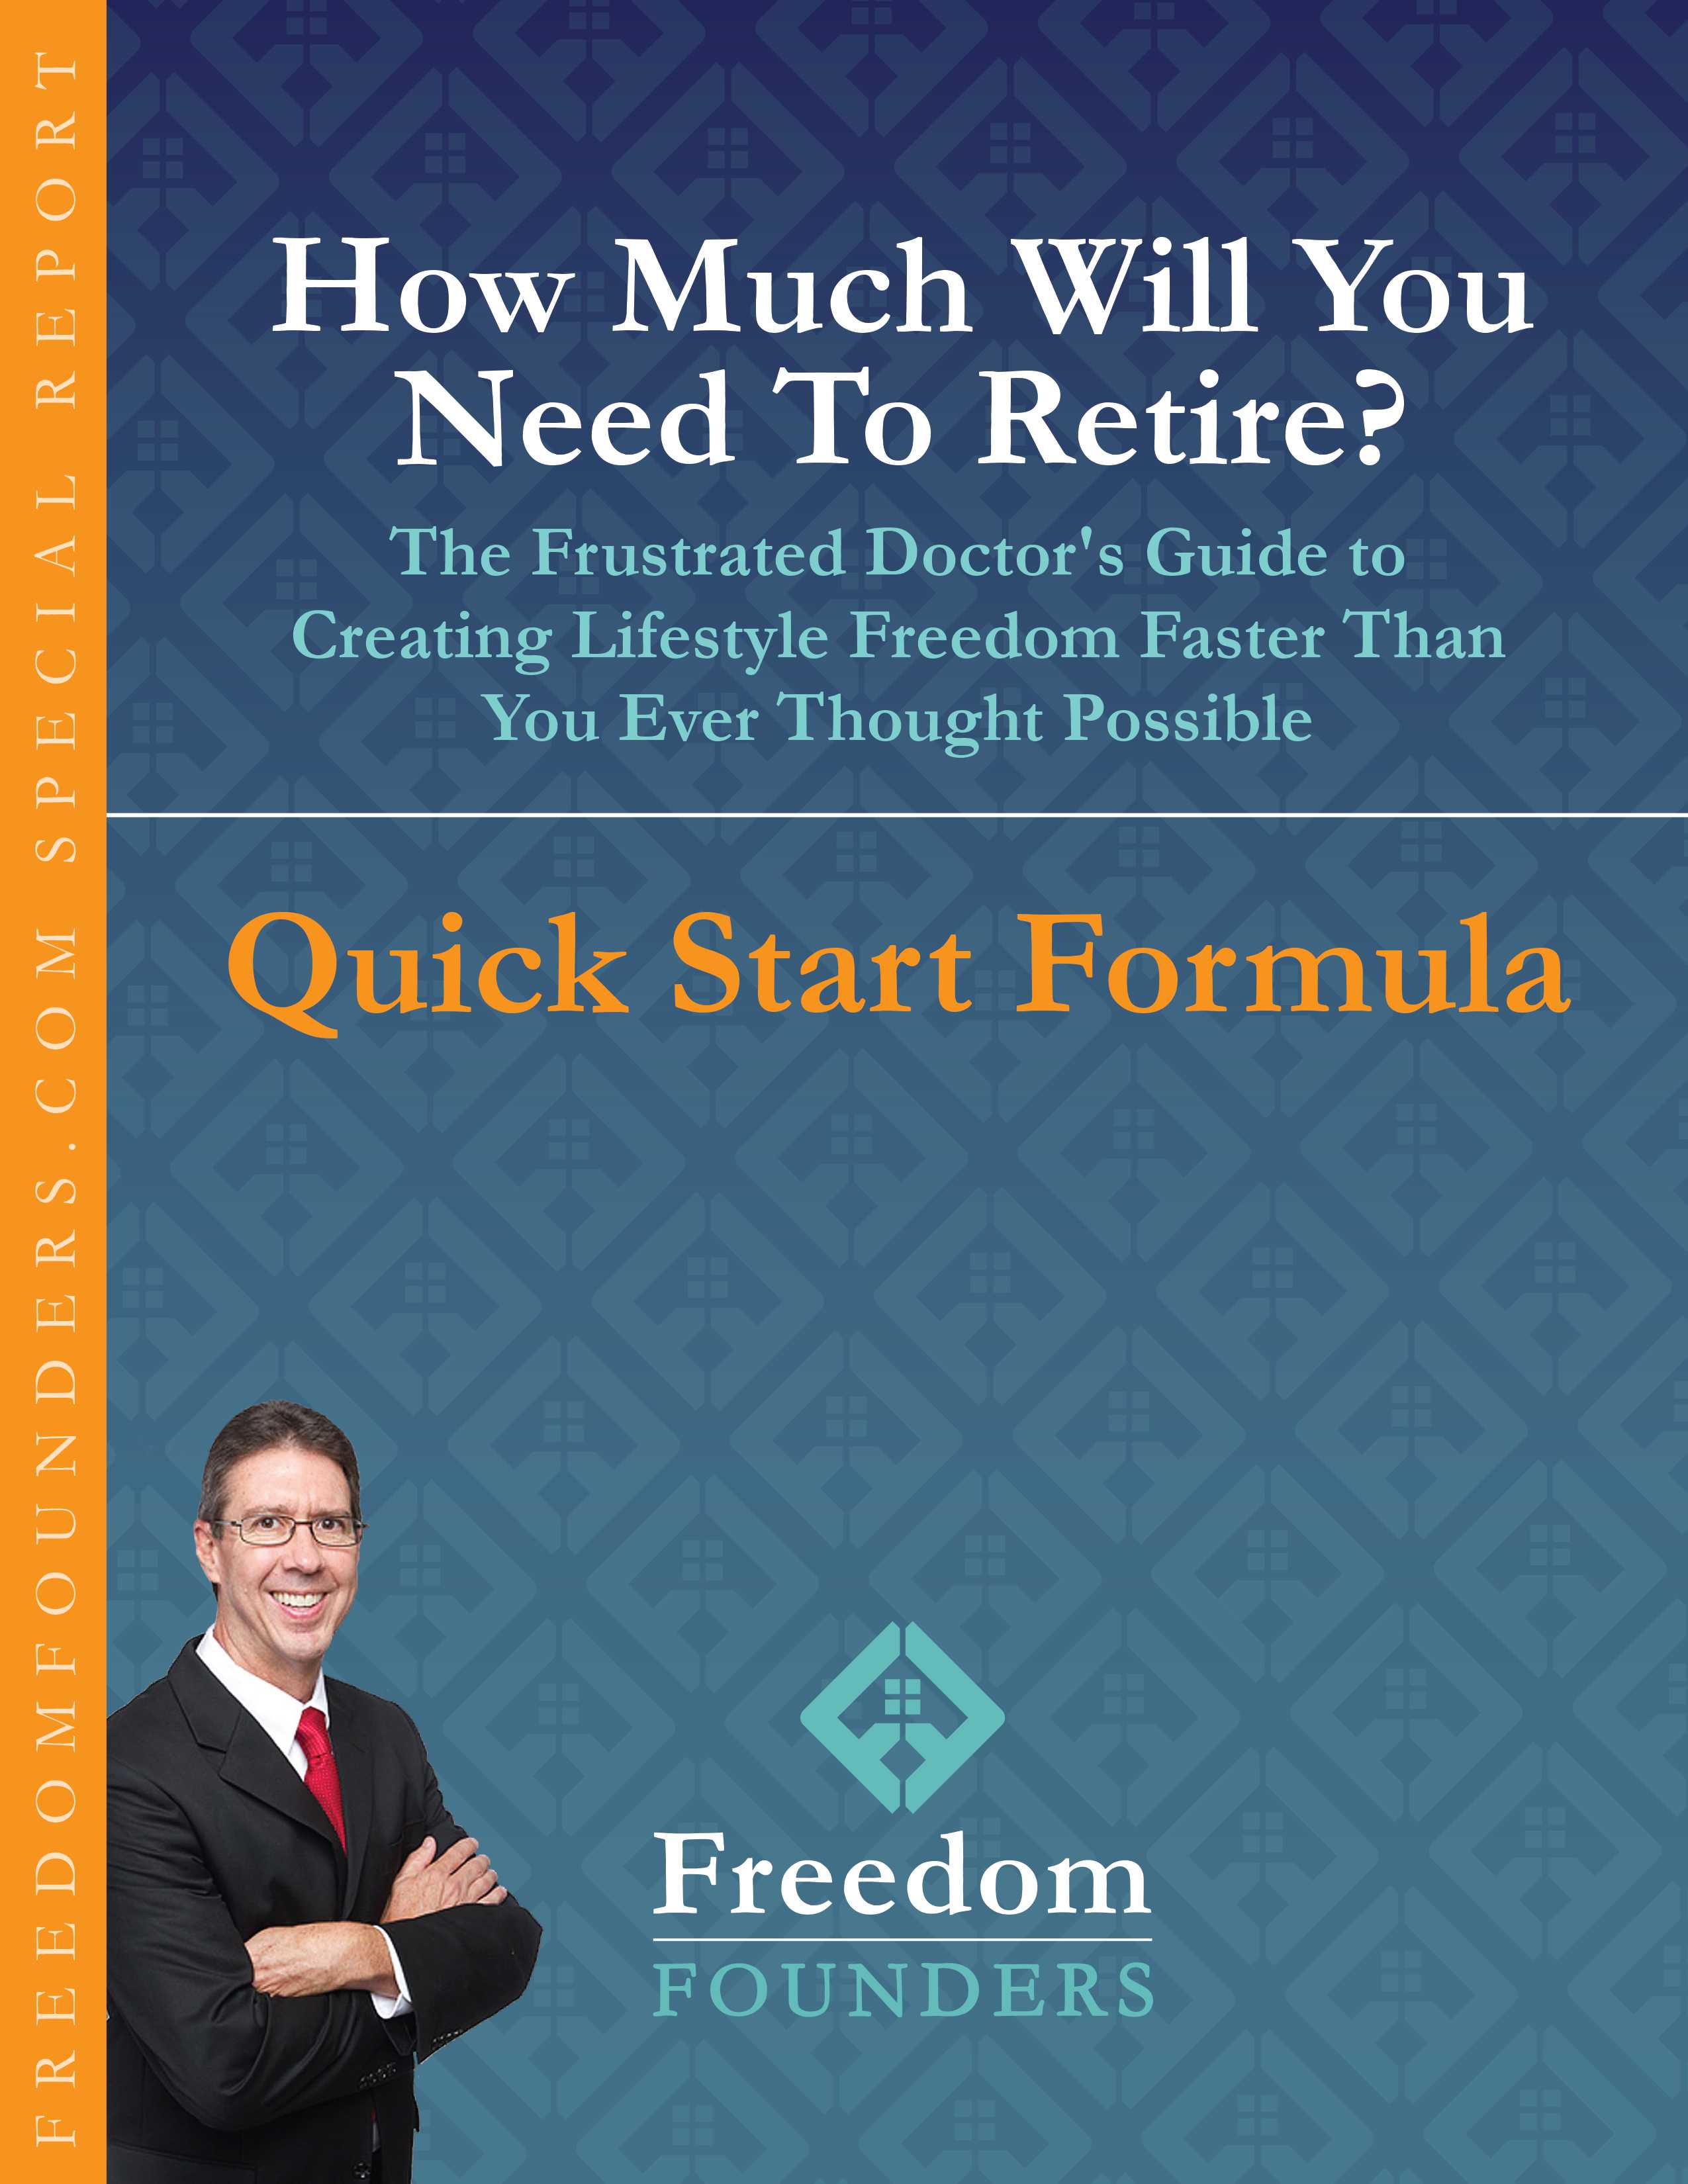 FREEDOMFOUNDERS.COM SPECIAL REPORT
How Much Will You
Need To Retire?
The Frustrated Doctor's Guide to
Creating Lifestyle Freedom Faster Than
You Ever Thought Possible
Quick Start Formula
Freedom
FOUNDERS